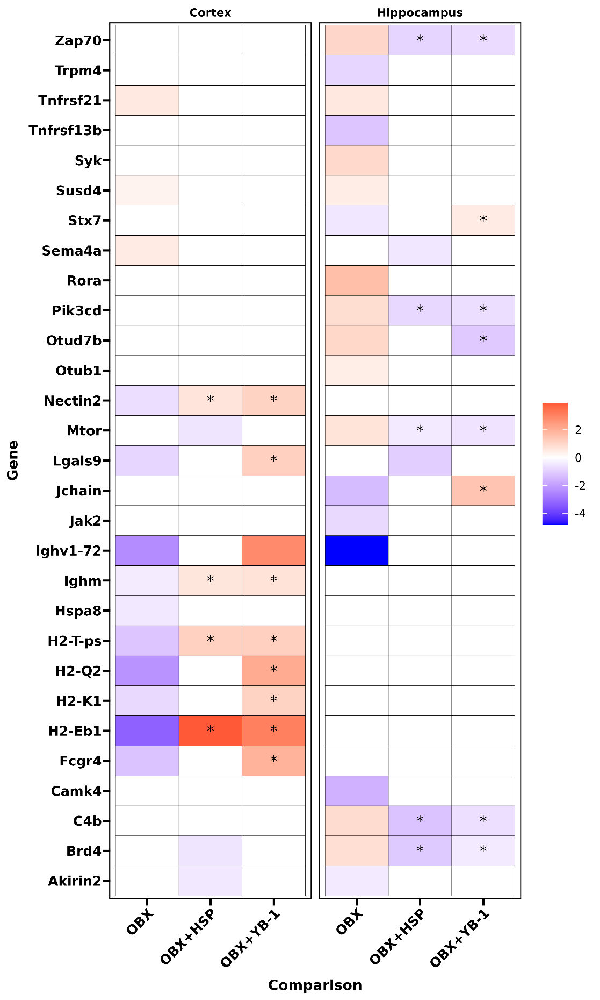 Cortex Hippocampus
Zap70 * *
Trpm4
Tnfrsf21
Tnfrsf13b
Syk
Susd4
Stx7 *
Sema4a
Rora
Pik3cd * *
Otud7b *
Otub1
Nectin2 * *
Mtor * *
Lgals9 *
Jchain *
Jak2
Ighv1-72
Ighm * *
Hspa8
H2-T-ps * *
H2-Q2 *
H2-K1 *
H2-Eb1 * *
Fcgr4 *
Camk4
C4b * *
Brd4 * *
Akirin2
Gene
OBX OBX+HSP OBX+YB-1 OBX OBX+HSP OBX+YB-1
Comparison
2
0
-2
-4